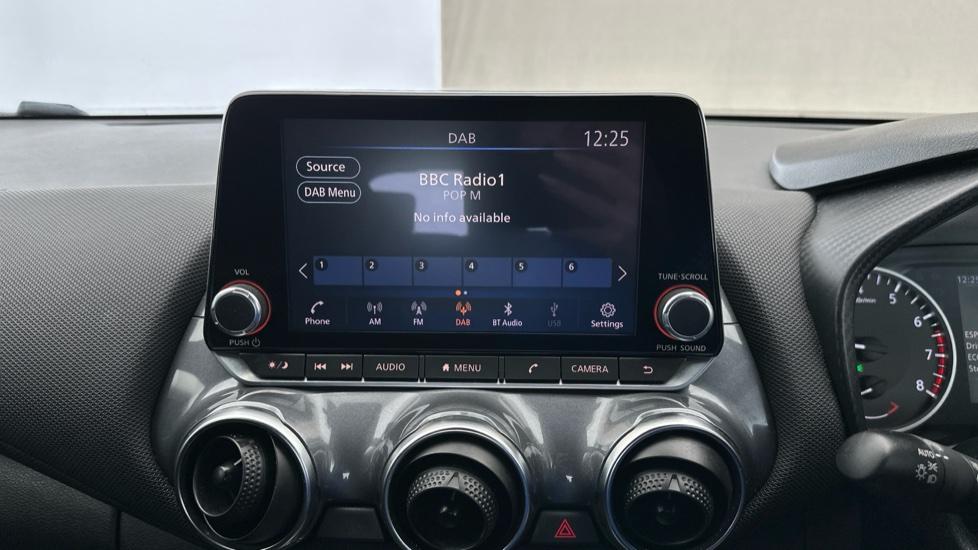 DAB
12:25
Source
DAB Menu
BBC Radio1
POP M
No info available
1 2 3 4 5 6
Phone AM FM DAB BT Audio USB Settings
VOL
PUSH
TUNE·SCROLL
PUSH SOUND
AUDIO MENU CAMERA
5
6
7
8
12:25
AUTO